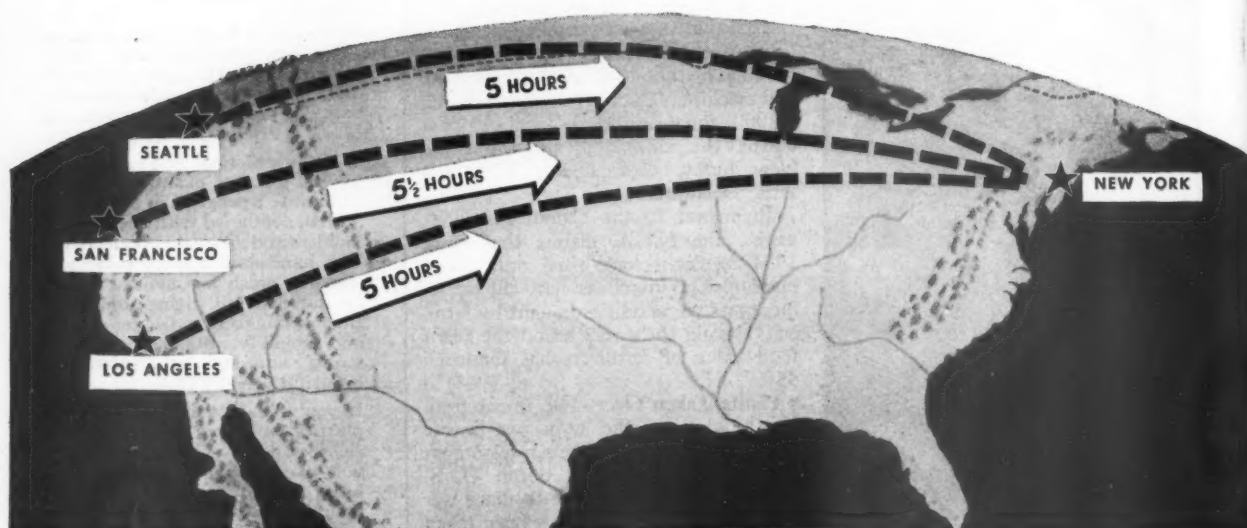 5 HOURS
SEATTLE
5½ HOURS
NEW YORK
SAN FRANCISCO
5 HOURS
LOS ANGELES